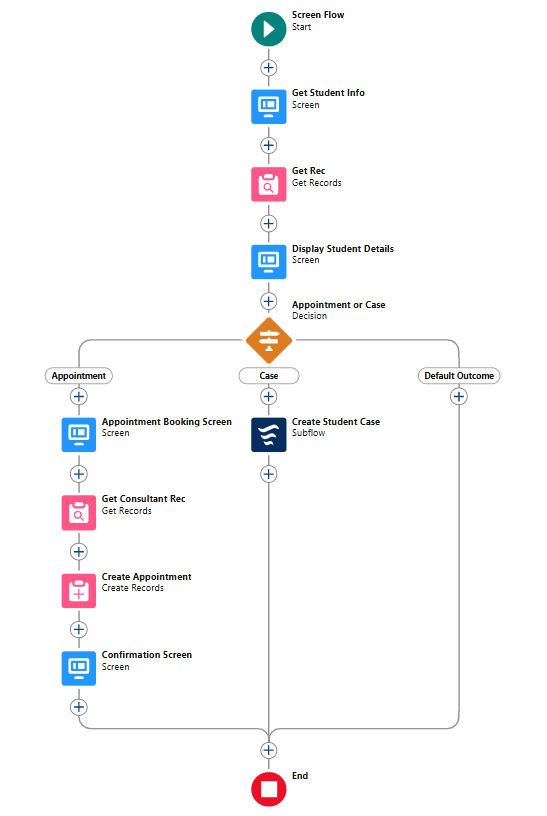 Screen Flow
Start
Get Student Info
Screen
Get Rec
Get Records
Display Student Details
Screen
Appointment or Case
Decision
Appointment
Case
Default Outcome
Appointment Booking Screen
Screen
Create Student Case
Subflow
Get Consultant Rec
Get Records
Create Appointment
Create Records
Confirmation Screen
Screen
End